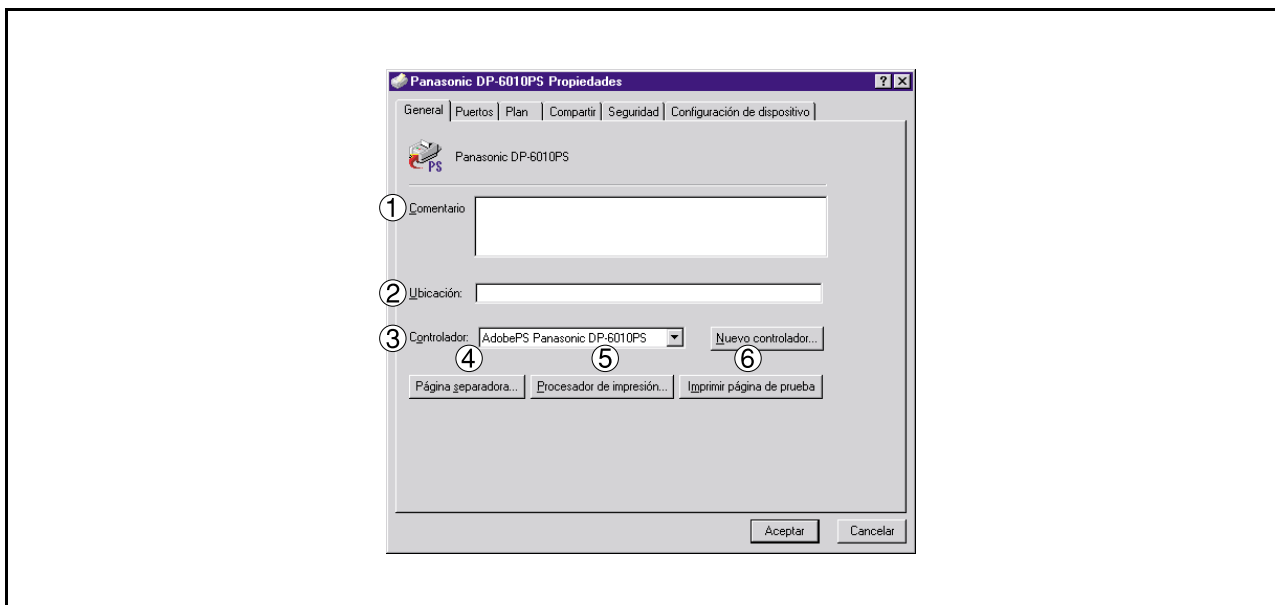 Panasonic DP-6010PS Propiedades
General Puertos Plan Compartir Seguridad Configuración de dispositivo
PS Panasonic DP-6010PS
① Comentario
② Ubicación:
③ Controlador: AdobePS Panasonic DP-6010PS Nuevo controlador...
④ ⑤ ⑥
Página separadora... Procesador de impresión... Imprimir página de prueba
Aceptar Cancelar